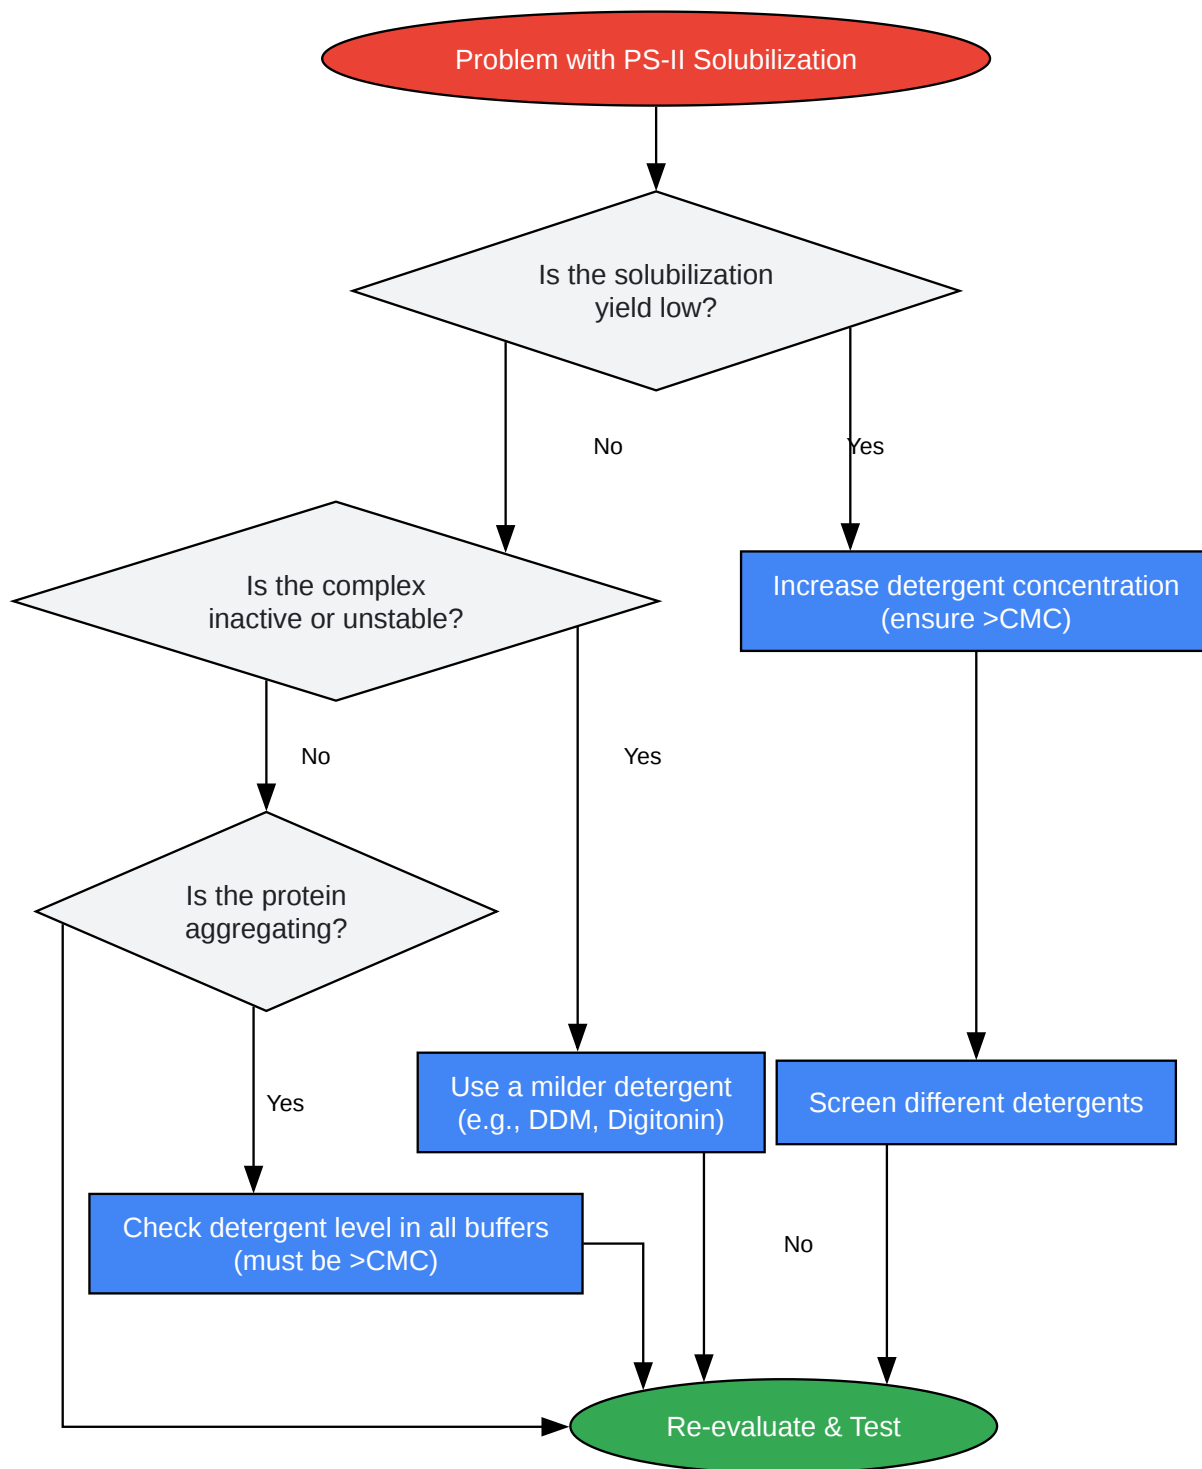 Problem with PS-II Solubilization
Is the solubilization
yield low?
No
Yes
Is the complex
inactive or unstable?
Increase detergent concentration
(ensure >CMC)
No
Yes
Is the protein
aggregating?
Yes
Use a milder detergent
(e.g., DDM, Digitonin)
Screen different detergents
Check detergent level in all buffers
(must be >CMC)
No
Re-evaluate & Test